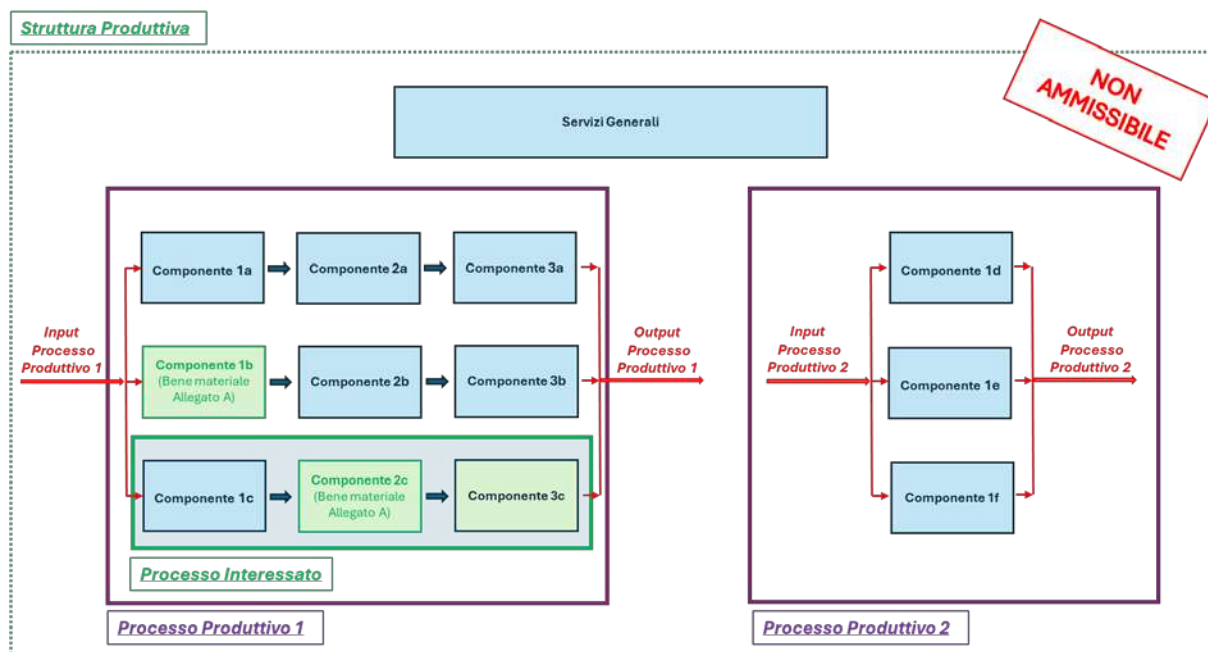 Struttura Produttiva
NON
AMMISSIBILE
Servizi Generali
Componente 1a
Componente 2a
Componente 3a
Input
Processo
Produttivo 1
Componente 1b
(Bene materiale
Allegato A)
Componente 2b
Componente 3b
Output
Processo
Produttivo 1
Componente 1c
Componente 2c
(Bene materiale
Allegato A)
Componente 3c
Processo Interessato
Processo Produttivo 1
Componente 1d
Input
Processo
Produttivo 2
Componente 1e
Output
Processo
Produttivo 2
Componente 1f
Processo Produttivo 2